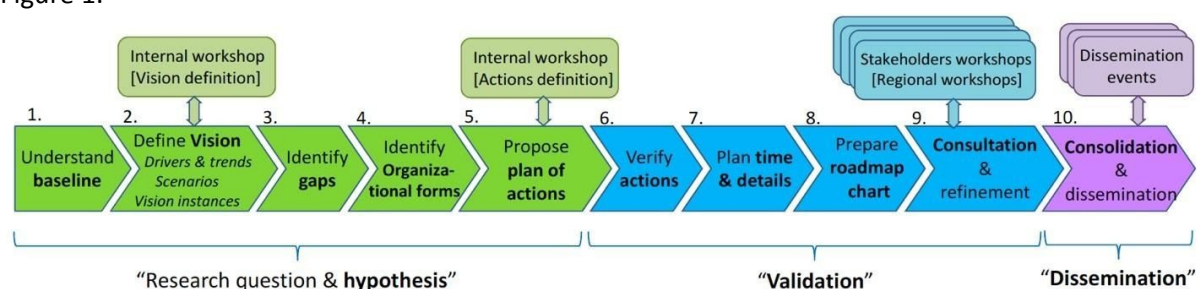 Figure 1.
Internal workshop
[Vision definition]
Internal workshop
[Actions definition]
Stakeholders workshops
[Regional workshops]
Dissemination
events
1.
Understand
baseline
2.
Define Vision
Drivers & trends
Scenarios
Vision instances
3.
Identify
gaps
4.
Identify
Organiza-
tional forms
5.
Propose
plan of
actions
6.
Verify
actions
7.
Plan time
& details
8.
Prepare
roadmap
chart
9.
Consultation
&
refinement
10.
Consolidation
&
dissemination
“Research question & hypothesis”
“Validation”
“Dissemination”